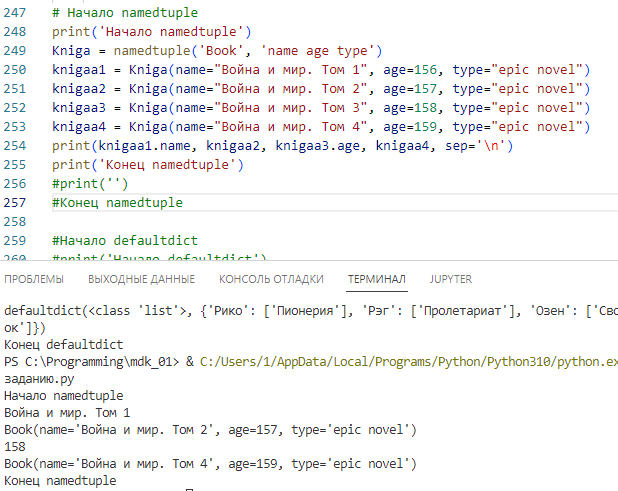 247 # Начало namedtuple
248 print('Начало namedtuple')
249 Kniga = namedtuple('Book', 'name age type')
250 knigaa1 = Kniga(name="Война и мир. Том 1", age=156, type="epic novel")
251 knigaa2 = Kniga(name="Война и мир. Том 2", age=157, type="epic novel")
252 knigaa3 = Kniga(name="Война и мир. Том 3", age=158, type="epic novel")
253 knigaa4 = Kniga(name="Война и мир. Том 4", age=159, type="epic novel")
254 print(knigaa1.name, knigaa2, knigaa3.age, knigaa4, sep='\n')
255 print('Конец namedtuple')
256 #print('')
257 #Конец namedtuple
258
259 #Начало defaultdict
260 #print('Начало defaultdict')
ПРОБЛЕМЫ ВЫХОДНЫЕ ДАННЫЕ КОНСОЛЬ ОТЛАДКИ ТЕРМИНАЛ JUPYTER
defaultdict(<class 'list'>, {'Рико': ['Пионерия'], 'Рэг': ['Пролетариат'], 'Озен': ['Сво
ок']})
Конец defaultdict
PS C:\Programming\mdk_01> & C:/Users/1/AppData/Local/Programs/Python/Python310/python.ex
заданию.py
Начало namedtuple
Война и мир. Том 1
Book(name='Война и мир. Том 2', age=157, type='epic novel')
158
Book(name='Война и мир. Том 4', age=159, type='epic novel')
Конец namedtuple